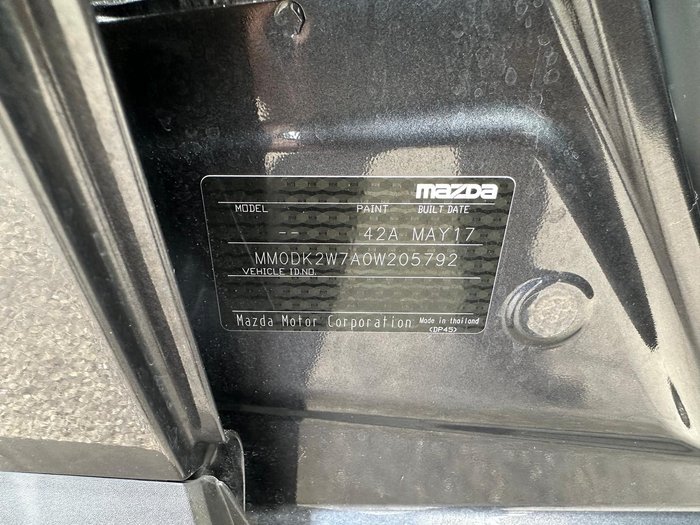 mazda
MODEL PAINT BUILT DATE
-- 42A MAY17
MM0DK2W7A0W205792
VEHICLE ID.NO.
Mazda Motor Corporation Made in thailand
(DP45)